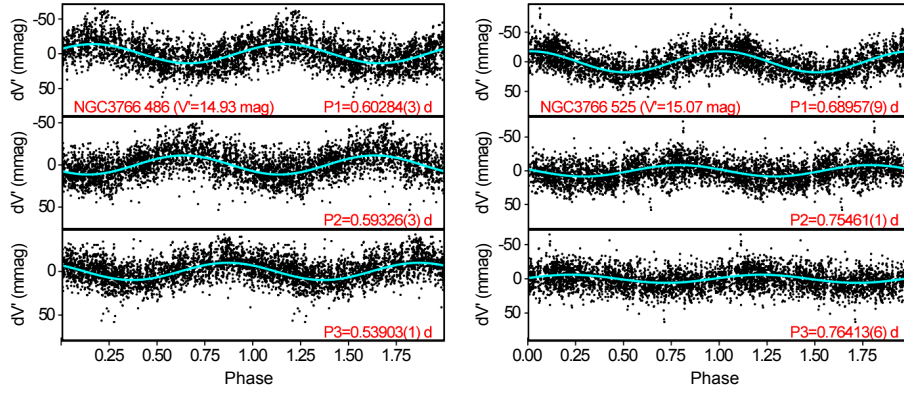 dV' (mmag)
-50
0
50
NGC3766 486 (V'=14.93 mag)
P1=0.60284(3) d
dV' (mmag)
-50
0
50
P2=0.59326(3) d
dV' (mmag)
0
50
P3=0.53903(1) d
0.25
0.50
0.75
1.00
1.25
1.50
1.75
Phase
dV' (mmag)
-50
0
50
NGC3766 525 (V'=15.07 mag)
P1=0.68957(9) d
dV' (mmag)
-50
0
50
P2=0.75461(1) d
dV' (mmag)
-50
0
50
P3=0.76413(6) d
0.00
0.25
0.50
0.75
1.00
1.25
1.50
1.75
Phase